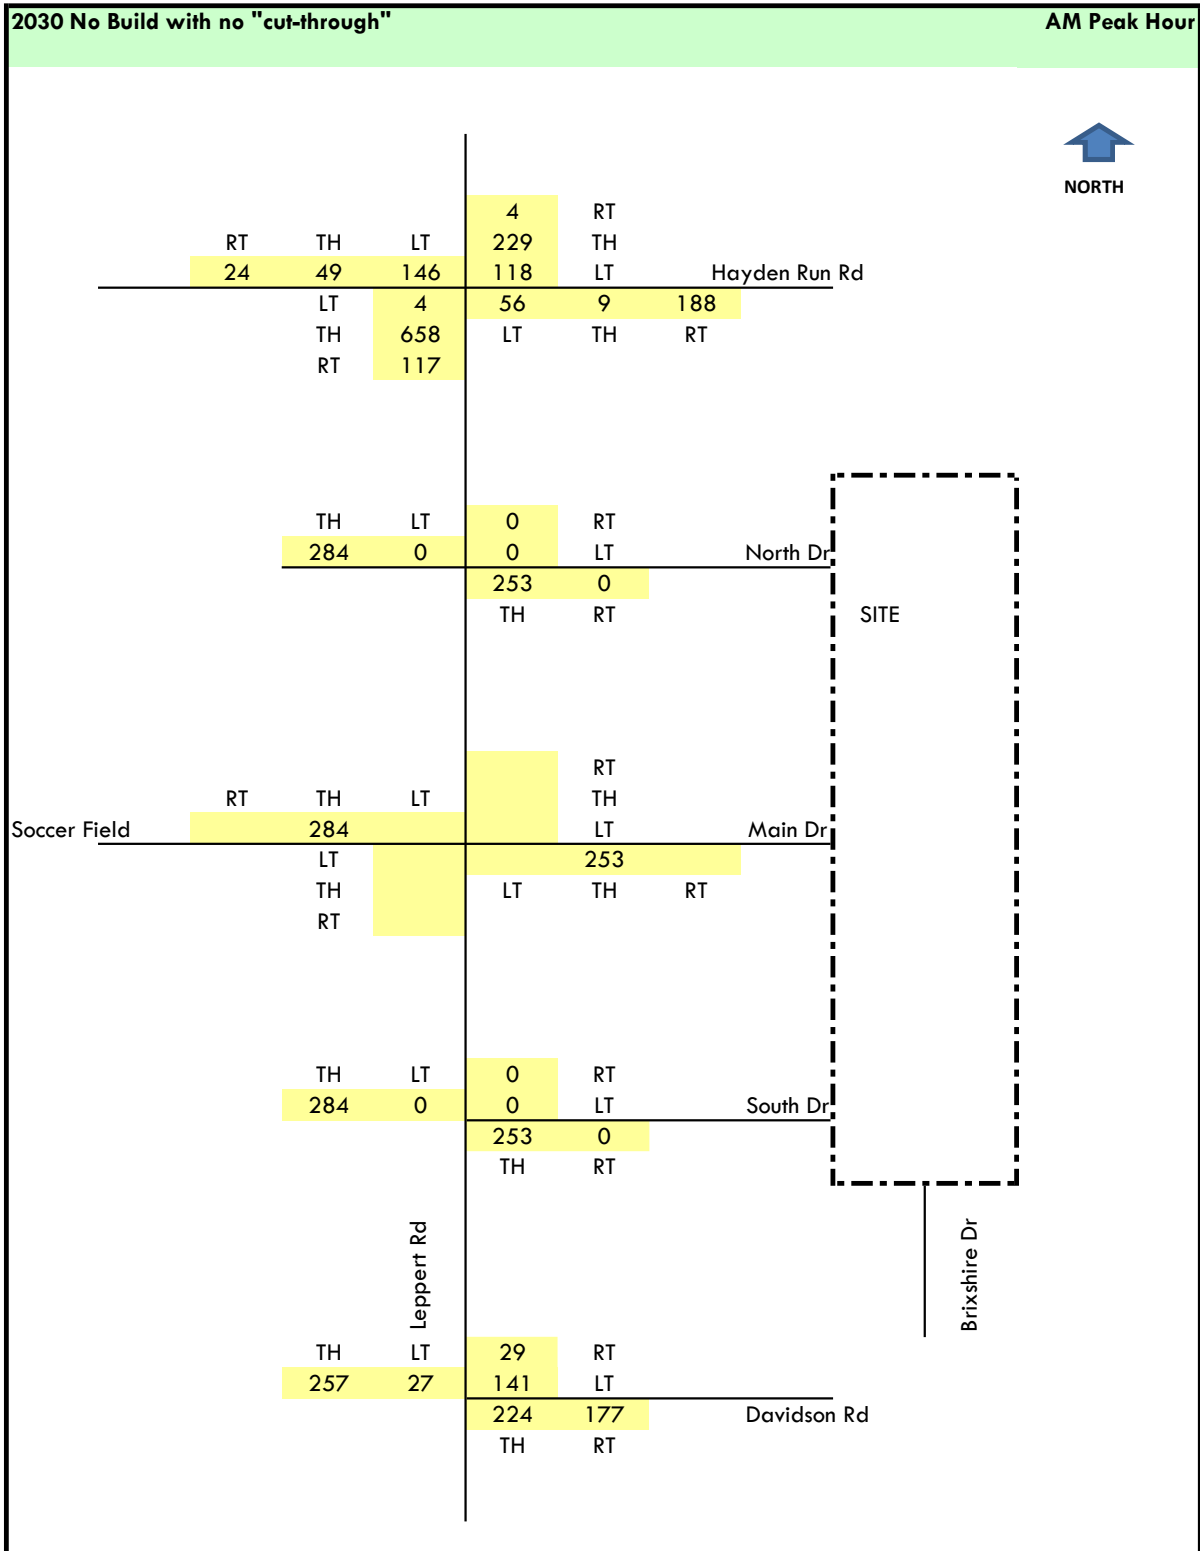 2030 No Build with no "cut-through" AM Peak Hour
NORTH
4 RT
RT TH LT 229 TH
24 49 146 118 LT Hayden Run Rd
LT 4 56 9 188
TH 658 LT TH RT
RT 117
TH LT 0 RT
284 0 0 LT North Dr
253 0
TH RT SITE
RT
RT TH LT TH
Soccer Field 284 LT Main Dr
LT 253
TH LT TH RT
RT
TH LT 0 RT
284 0 0 LT South Dr
253 0
TH RT
Leppert Rd
Brixshire Dr
TH LT 29 RT
257 27 141 LT
224 177 Davidson Rd
TH RT